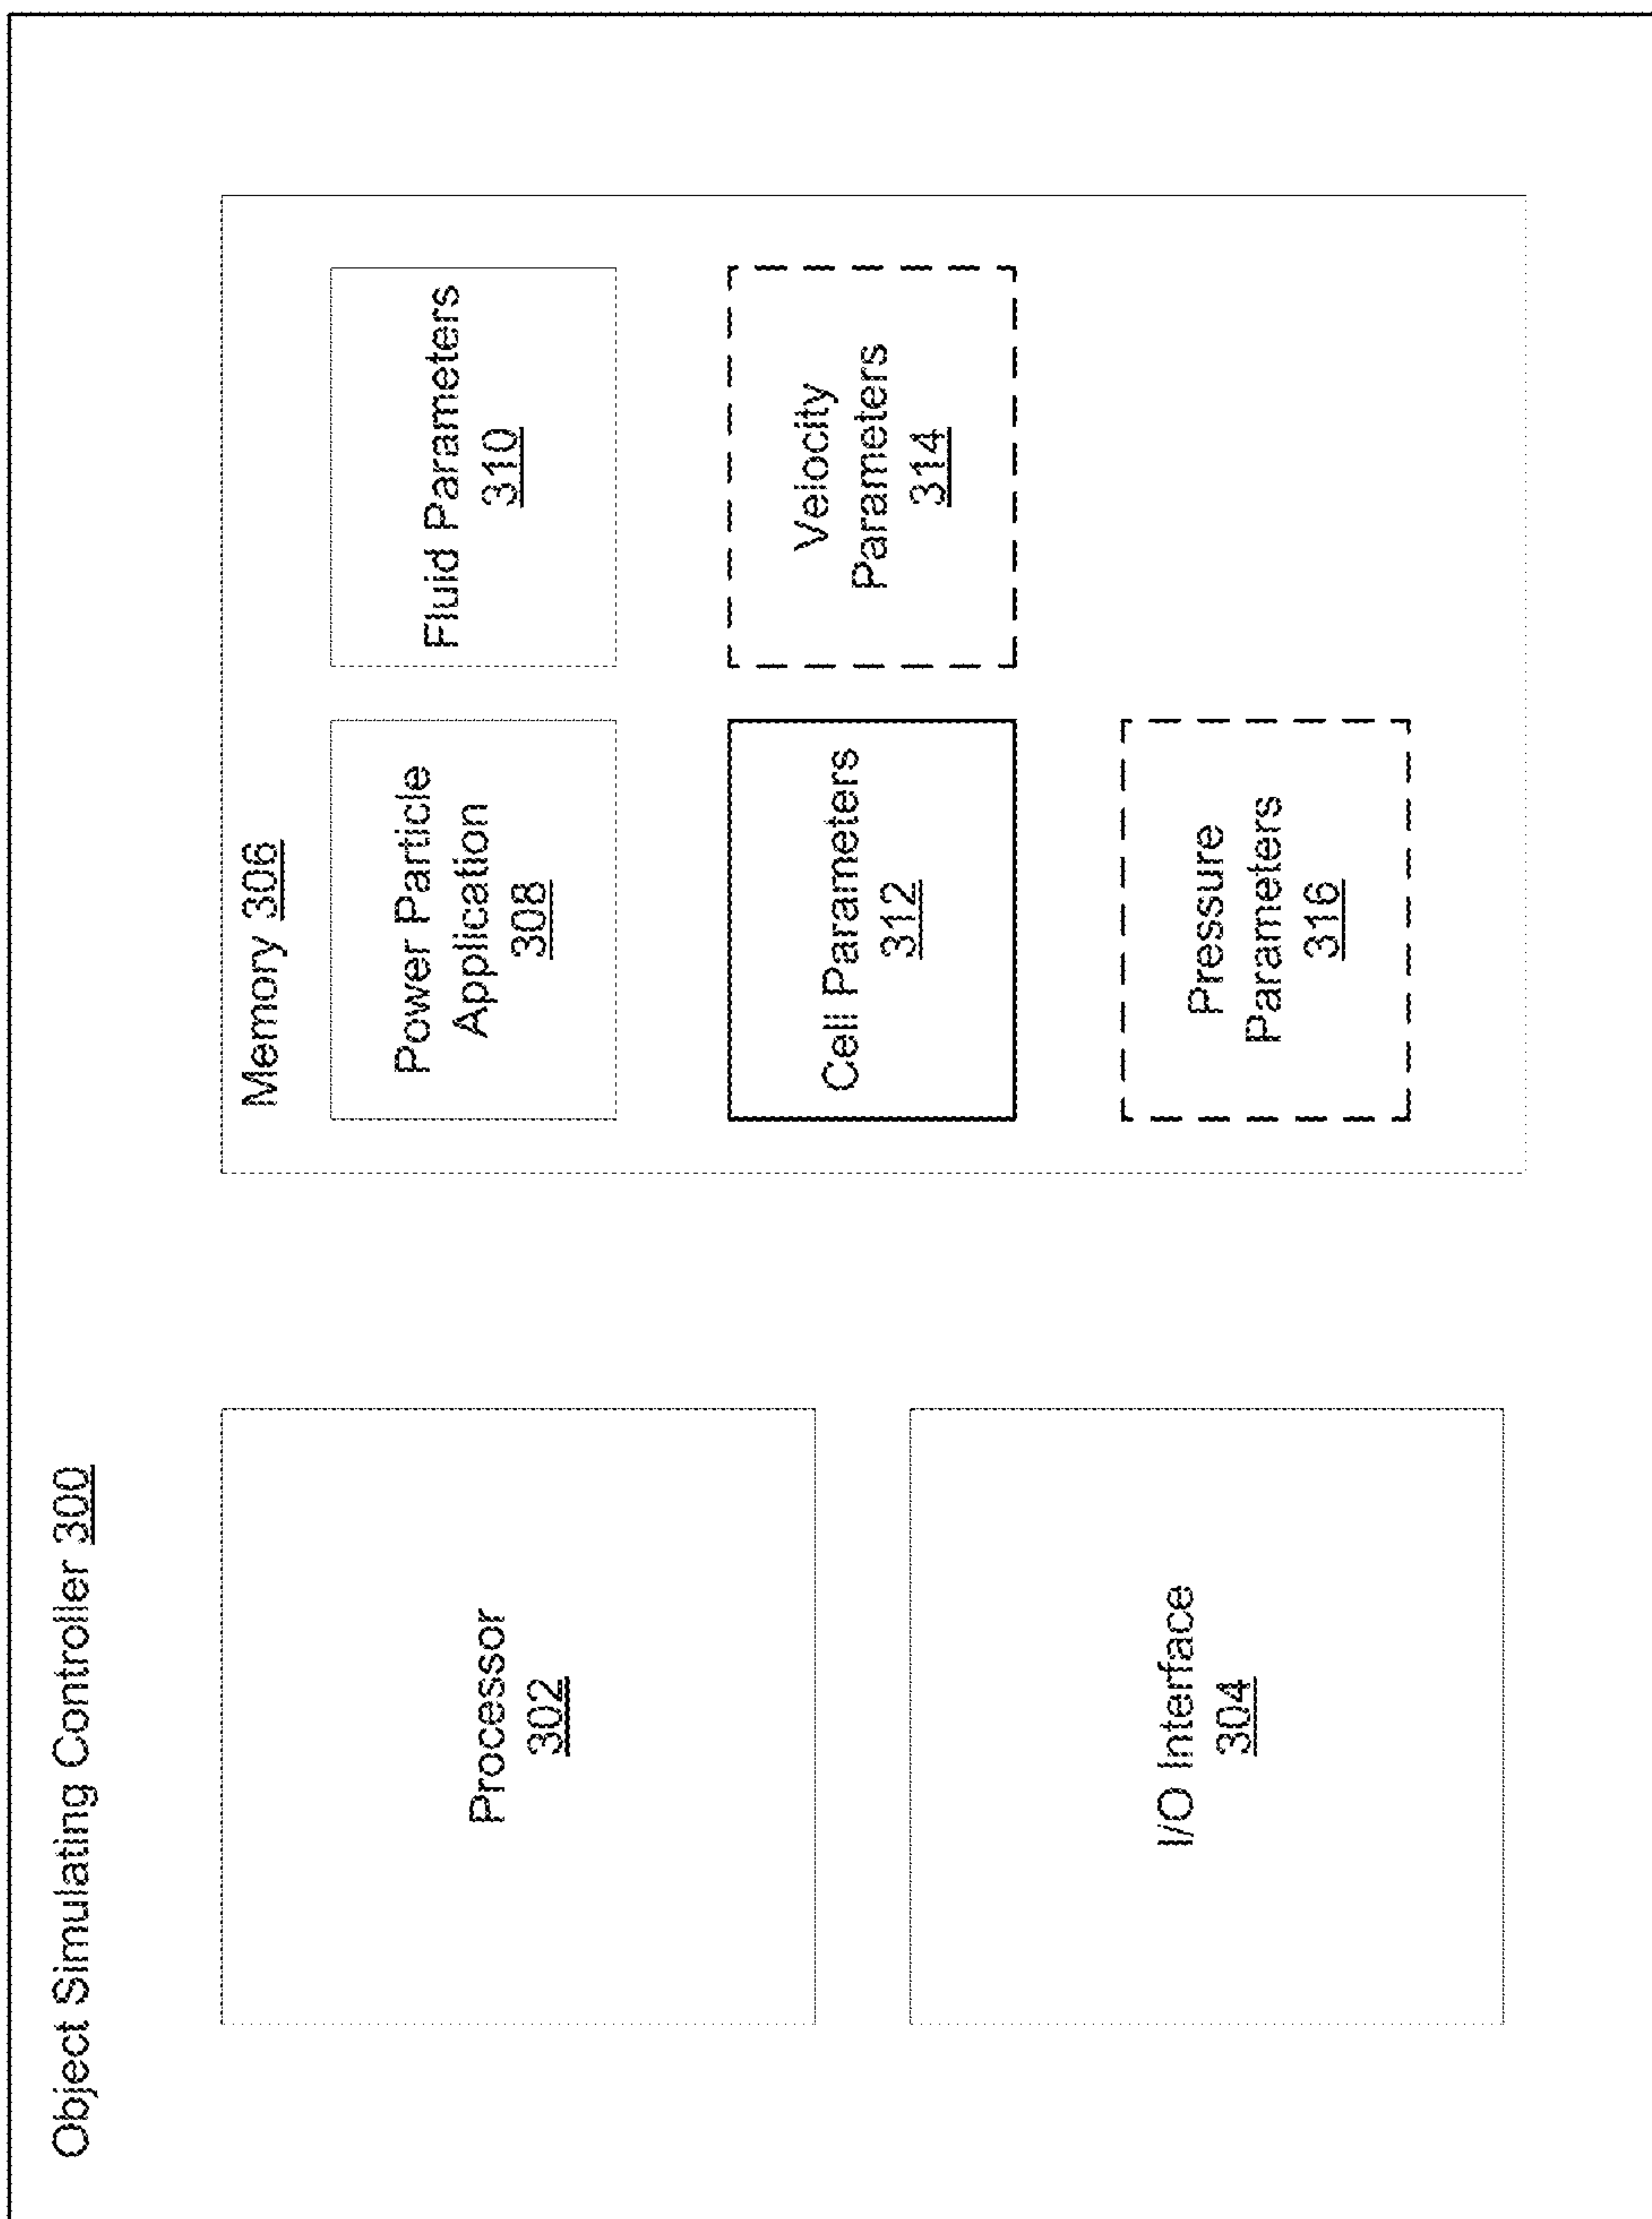 Object Simulating Controller 300
Processor
302
I/O Interface
304
Memory 306
Power Particle
Application
308
Fluid Parameters
310
Cell Parameters
312
Velocity
Parameters
314
Pressure
Parameters
316